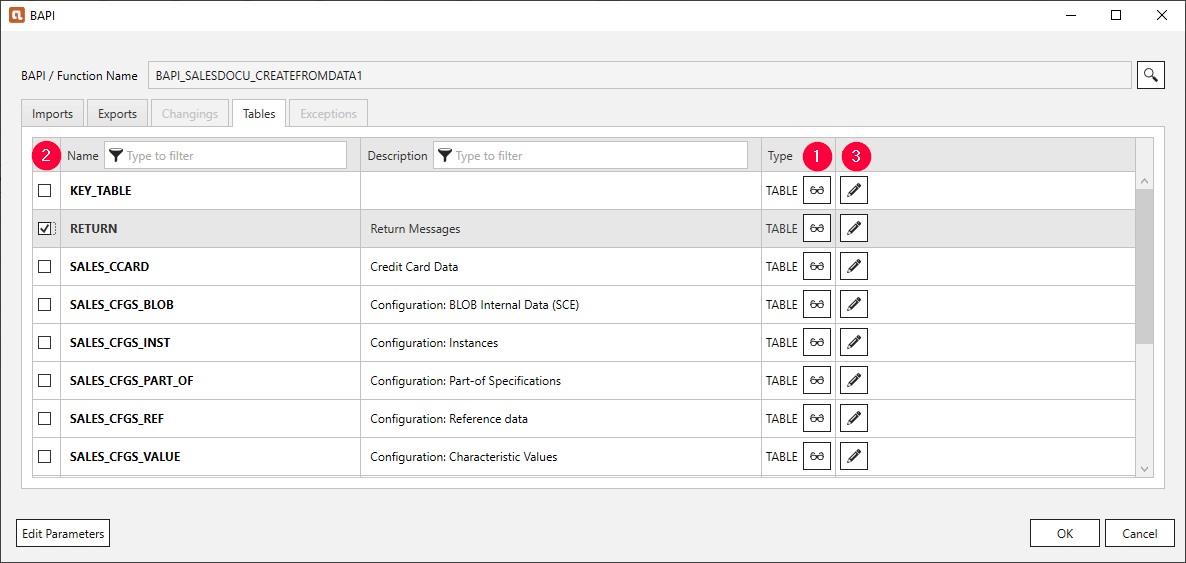 BAPI
BAPI / Function Name BAPI_SALESDOCU_CREATEFROMDATA1
Imports Exports Changings Tables Exceptions
2 Name Type to filter Description Type to filter Type 1 3
KEY_TABLE TABLE
RETURN Return Messages TABLE
SALES_CCARD Credit Card Data TABLE
SALES_CFGS_BLOB Configuration: BLOB Internal Data (SCE) TABLE
SALES_CFGS_INST Configuration: Instances TABLE
SALES_CFGS_PART_OF Configuration: Part-of Specifications TABLE
SALES_CFGS_REF Configuration: Reference data TABLE
SALES_CFGS_VALUE Configuration: Characteristic Values TABLE
Edit Parameters OK Cancel